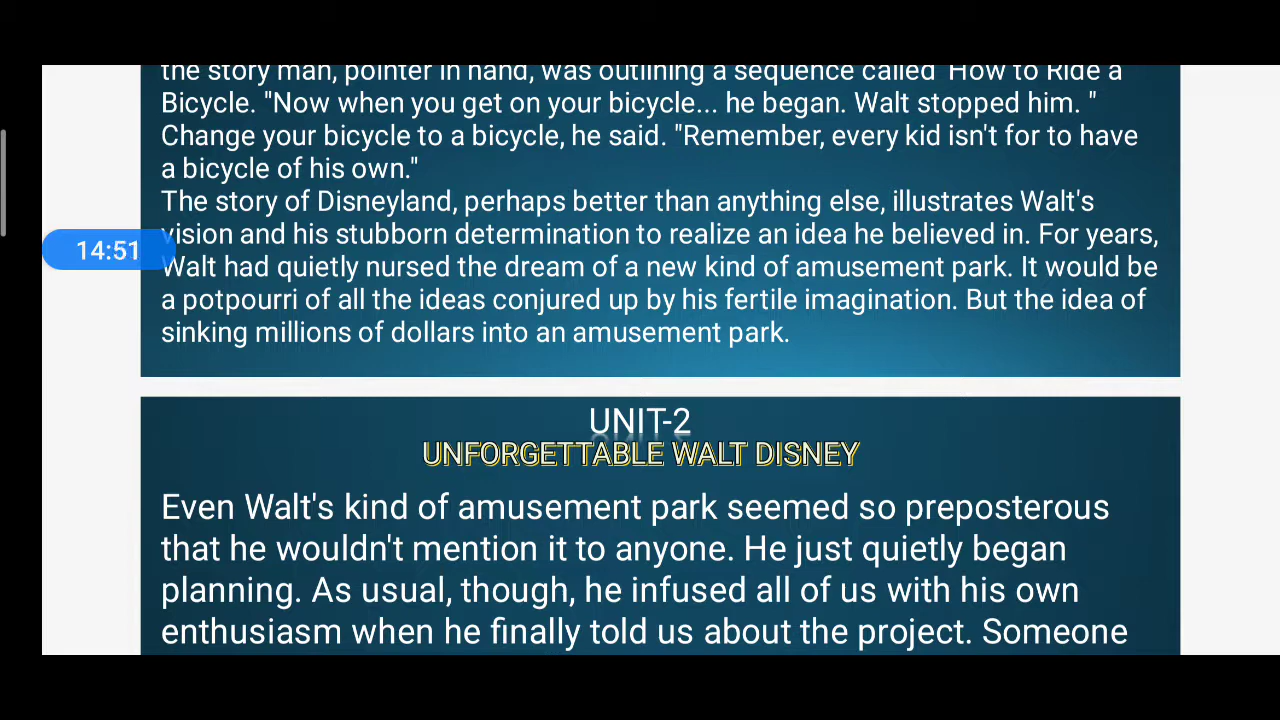 the story man, pointer in hand, was outlining a sequence called 'How to Ride a
Bicycle. "Now when you get on your bicycle... he began. Walt stopped him. "
Change your bicycle to a bicycle, he said. "Remember, every kid isn't for to have
a bicycle of his own."
The story of Disneyland, perhaps better than anything else, illustrates Walt's
vision and his stubborn determination to realize an idea he believed in. For years,
14:51
Walt had quietly nursed the dream of a new kind of amusement park. It would be
a potpourri of all the ideas conjured up by his fertile imagination. But the idea of
sinking millions of dollars into an amusement park.
UNIT-2
UNFORGETTABLE WALT DISNEY
Even Walt's kind of amusement park seemed so preposterous
that he wouldn't mention it to anyone. He just quietly began
planning. As usual, though, he infused all of us with his own
enthusiasm when he finally told us about the project. Someone